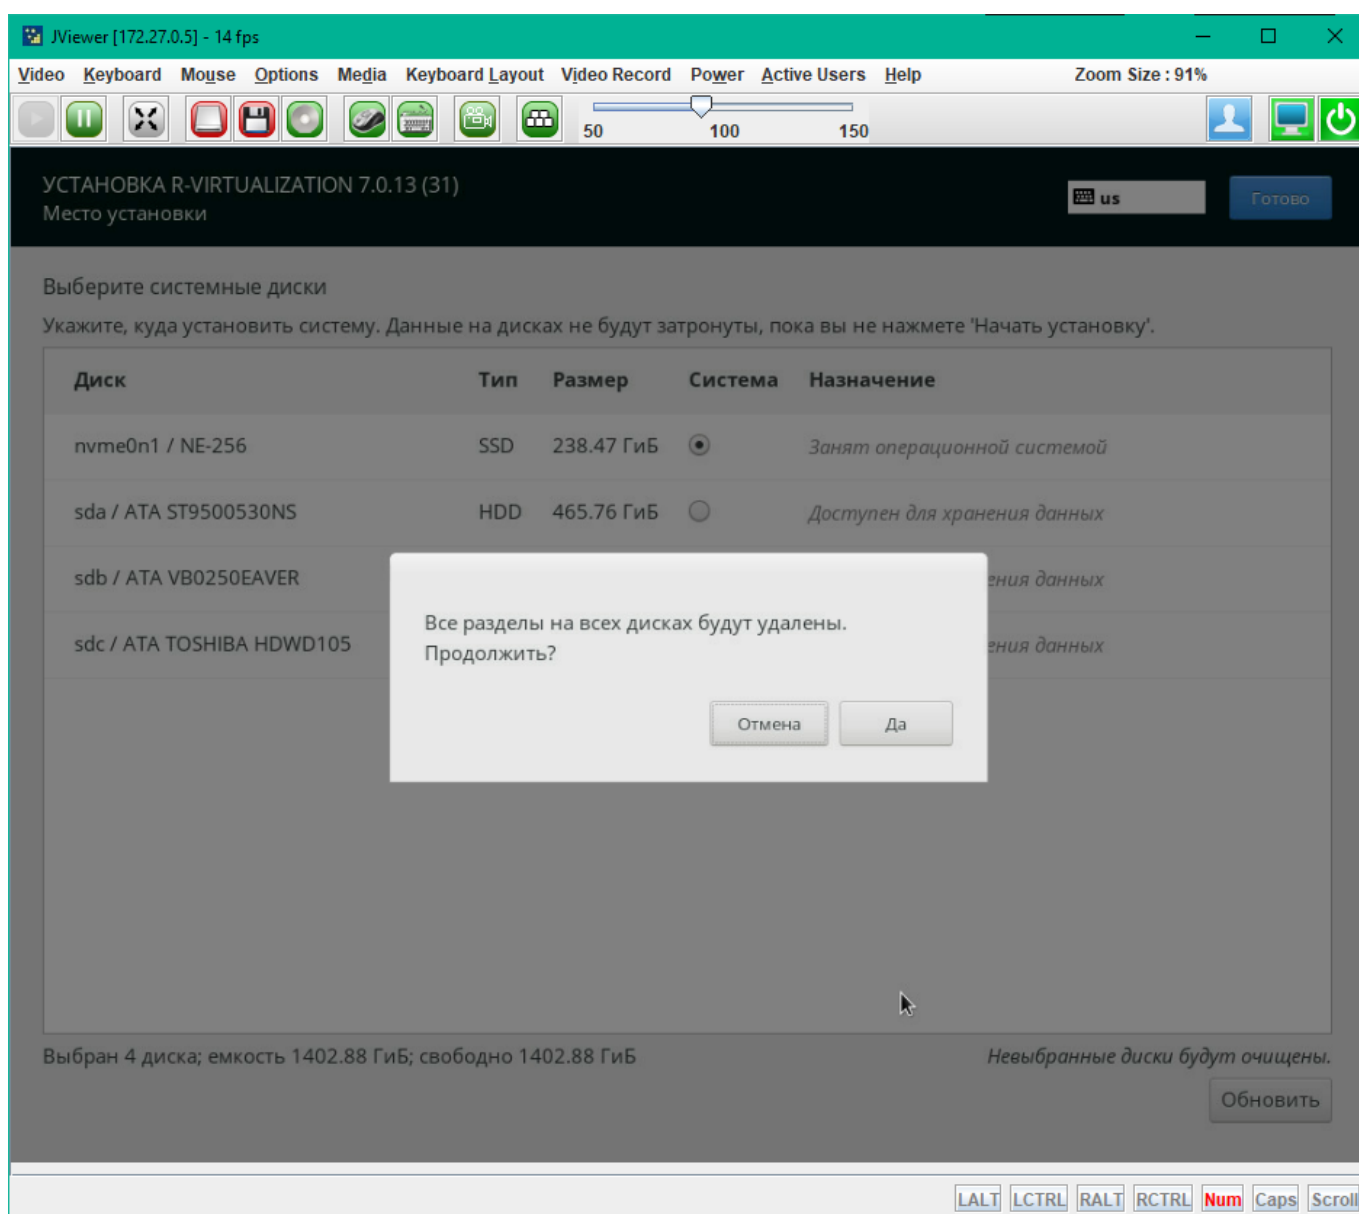 JViewer [172.27.0.5] - 14 fps
Video Keyboard Mouse Options Media Keyboard Layout Video Record Power Active Users Help Zoom Size : 91%
50 100 150
УСТАНОВКА R-VIRTUALIZATION 7.0.13 (31)
Место установки
us
Готово
Выберите системные диски
Укажите, куда установить систему. Данные на дисках не будут затронуты, пока вы не нажмете 'Начать установку'.
Диск Тип Размер Система Назначение
nvme0n1 / NE-256 SSD 238.47 ГиБ Занят операционной системой
sda / ATA ST9500530NS HDD 465.76 ГиБ Доступен для хранения данных
sdb / ATA VB0250EAVER данных
sdc / ATA TOSHIBA HDWD105 данных
Все разделы на всех дисках будут удалены.
Продолжить?
Отмена Да
Выбран 4 диска; емкость 1402.88 ГиБ; свободно 1402.88 ГиБ
Невыбранные диски будут очищены.
Обновить
LALT LCTRL RALT RCTRL Num Caps Scroll